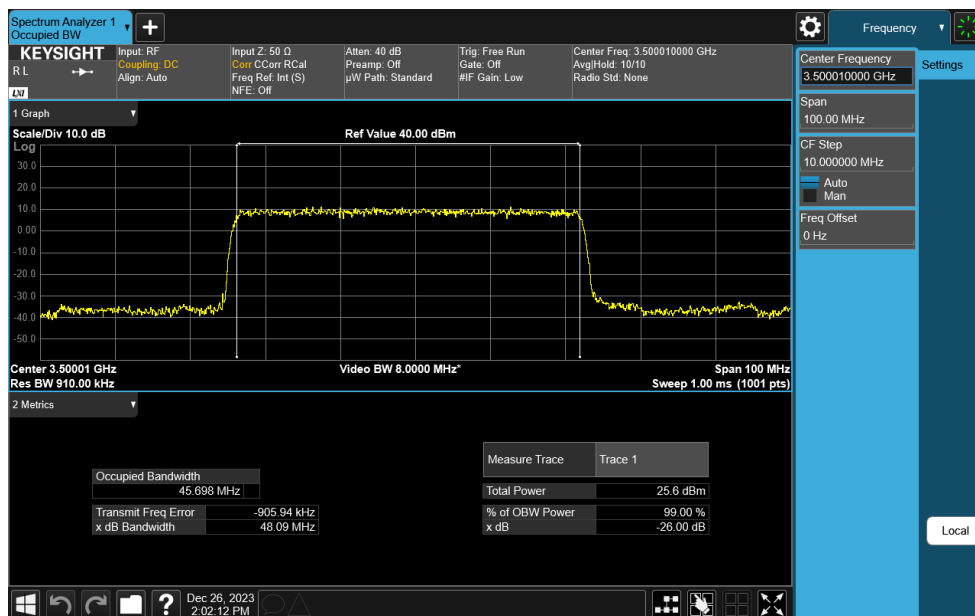 Spectrum Analyzer 1
Occupied BW
+
Frequency
KEYSIGHT
R L
LXI
Input: RF
Coupling: DC
Align: Auto
Input Z: 50 Ω
Corr CCorr RCal
Freq Ref: Int (S)
NFE: Off
Atten: 40 dB
Preamp: Off
µW Path: Standard
Trig: Free Run
Gate: Off
#IF Gain: Low
Center Freq: 3.500010000 GHz
Avg|Hold: 10/10
Radio Std: None
Center Frequency
3.500010000 GHz
Settings
Span
100.00 MHz
CF Step
10.000000 MHz
Auto
Man
Freq Offset
0 Hz
Local
1 Graph
Scale/Div 10.0 dB
Ref Value 40.00 dBm
Log
30.0
20.0
10.0
0.00
-10.0
-20.0
-30.0
-40.0
-50.0
Center 3.50001 GHz
Video BW 8.0000 MHz*
Span 100 MHz
Res BW 910.00 kHz
Sweep 1.00 ms (1001 pts)
2 Metrics
Measure Trace Trace 1
Occupied Bandwidth
45.698 MHz
Total Power 25.6 dBm
Transmit Freq Error -905.94 kHz
% of OBW Power 99.00 %
x dB Bandwidth 48.09 MHz
x dB -26.00 dB
?
Dec 26, 2023
2:02:12 PM